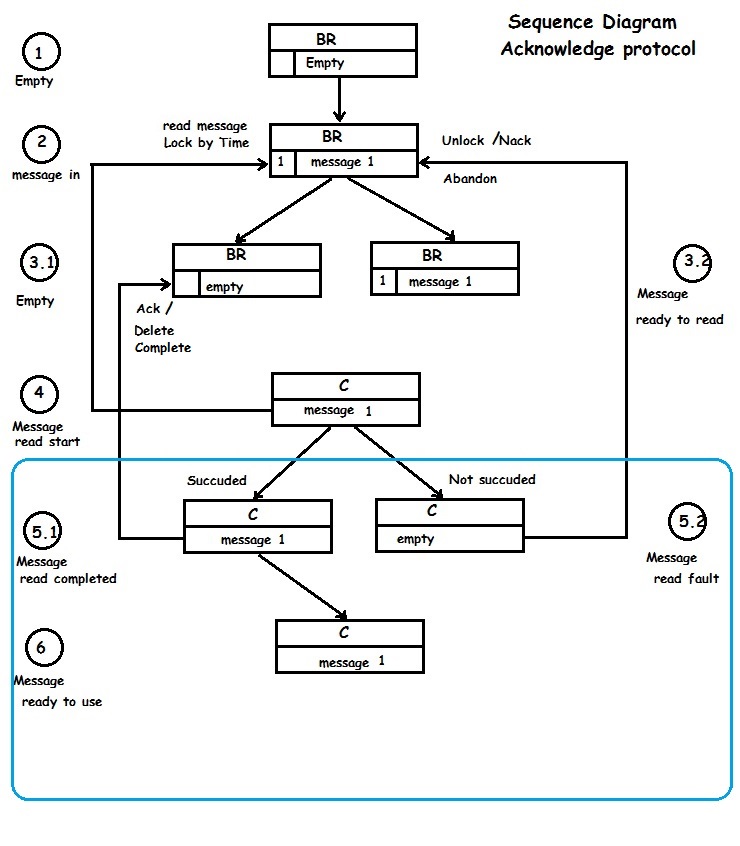 Sequence Diagram
Acknowledge protocol
1
Empty
BR
Empty
2
message in
read message
Lock by Time
BR
1 message 1
Unlock /Nack
Abandon
3.1
Empty
BR
empty
BR
1 message 1
3.2
Message
ready to read
Ack /
Delete
Complete
4
Message
read start
C
message 1
Succuded
Not succuded
5.1
Message
read completed
C
message 1
C
empty
5.2
Message
read fault
6
Message
ready to use
C
message 1